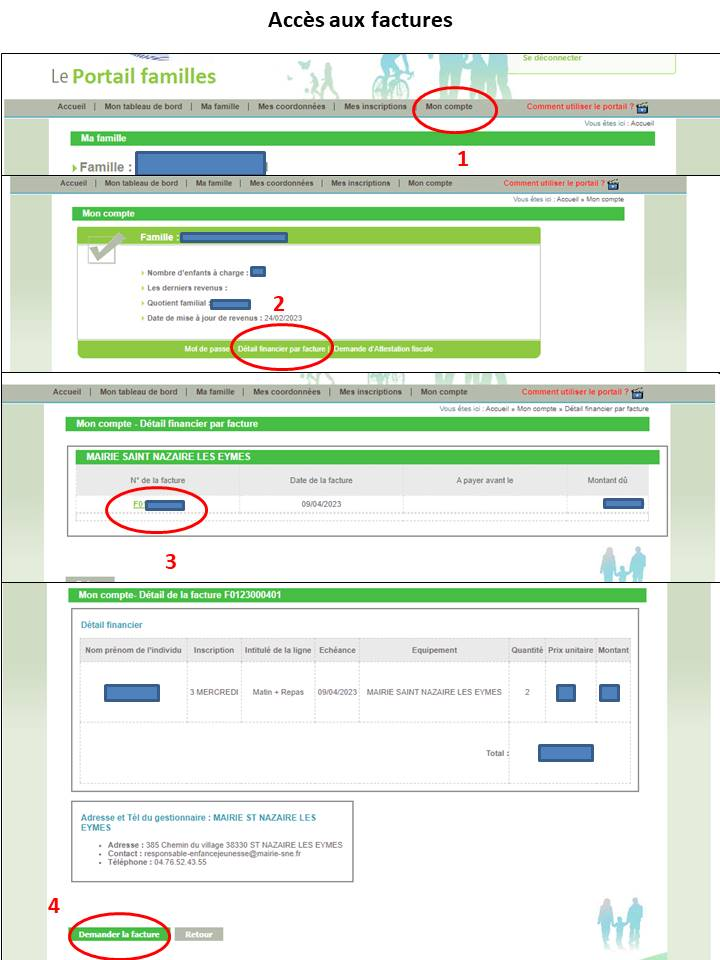 Accès aux factures
Se déconnecter
Le Portail familles
Accueil | Mon tableau de bord | Ma famille | Mes coordonnées | Mes inscriptions | Mon compte Comment utiliser le portail ?
Vous êtes ici : Accueil
Ma famille
Famille :
1
Accueil | Mon tableau de bord | Ma famille | Mes coordonnées | Mes inscriptions | Mon compte Comment utiliser le portail ?
Vous êtes ici : Accueil » Mon compte
Mon compte
Famille :
Nombre d'enfants à charge :
Les derniers revenus :
Quotient familial :
2
Date de mise à jour de revenus : 24/02/2023
Mot de passe | Détail financier par facture | Demande d'Attestation fiscale
Accueil | Mon tableau de bord | Ma famille | Mes coordonnées | Mes inscriptions | Mon compte Comment utiliser le portail ?
Vous êtes ici : Accueil » Mon compte » Détail financier par facture
Mon compte - Détail financier par facture
MAIRIE SAINT NAZAIRE LES EYMES
N° de la facture Date de la facture A payer avant le Montant dû
09/04/2023
3
Mon compte- Détail de la facture F0123000401
Détail financier
Nom prénom de l'individu Inscription Intitulé de la ligne Echéance Equipement Quantité Prix unitaire Montant
3 MERCREDI Matin + Repas 09/04/2023 MAIRIE SAINT NAZAIRE LES EYMES 2
Total :
Adresse et Tél du gestionnaire : MAIRIE ST NAZAIRE LES
EYMES
Adresse : 385 Chemin du village 38330 ST NAZAIRE LES EYMES
Contact : responsable-enfancejeunesse@mairie-sne.fr
Téléphone : 04.76.52.43.55
4
Demander la facture Retour